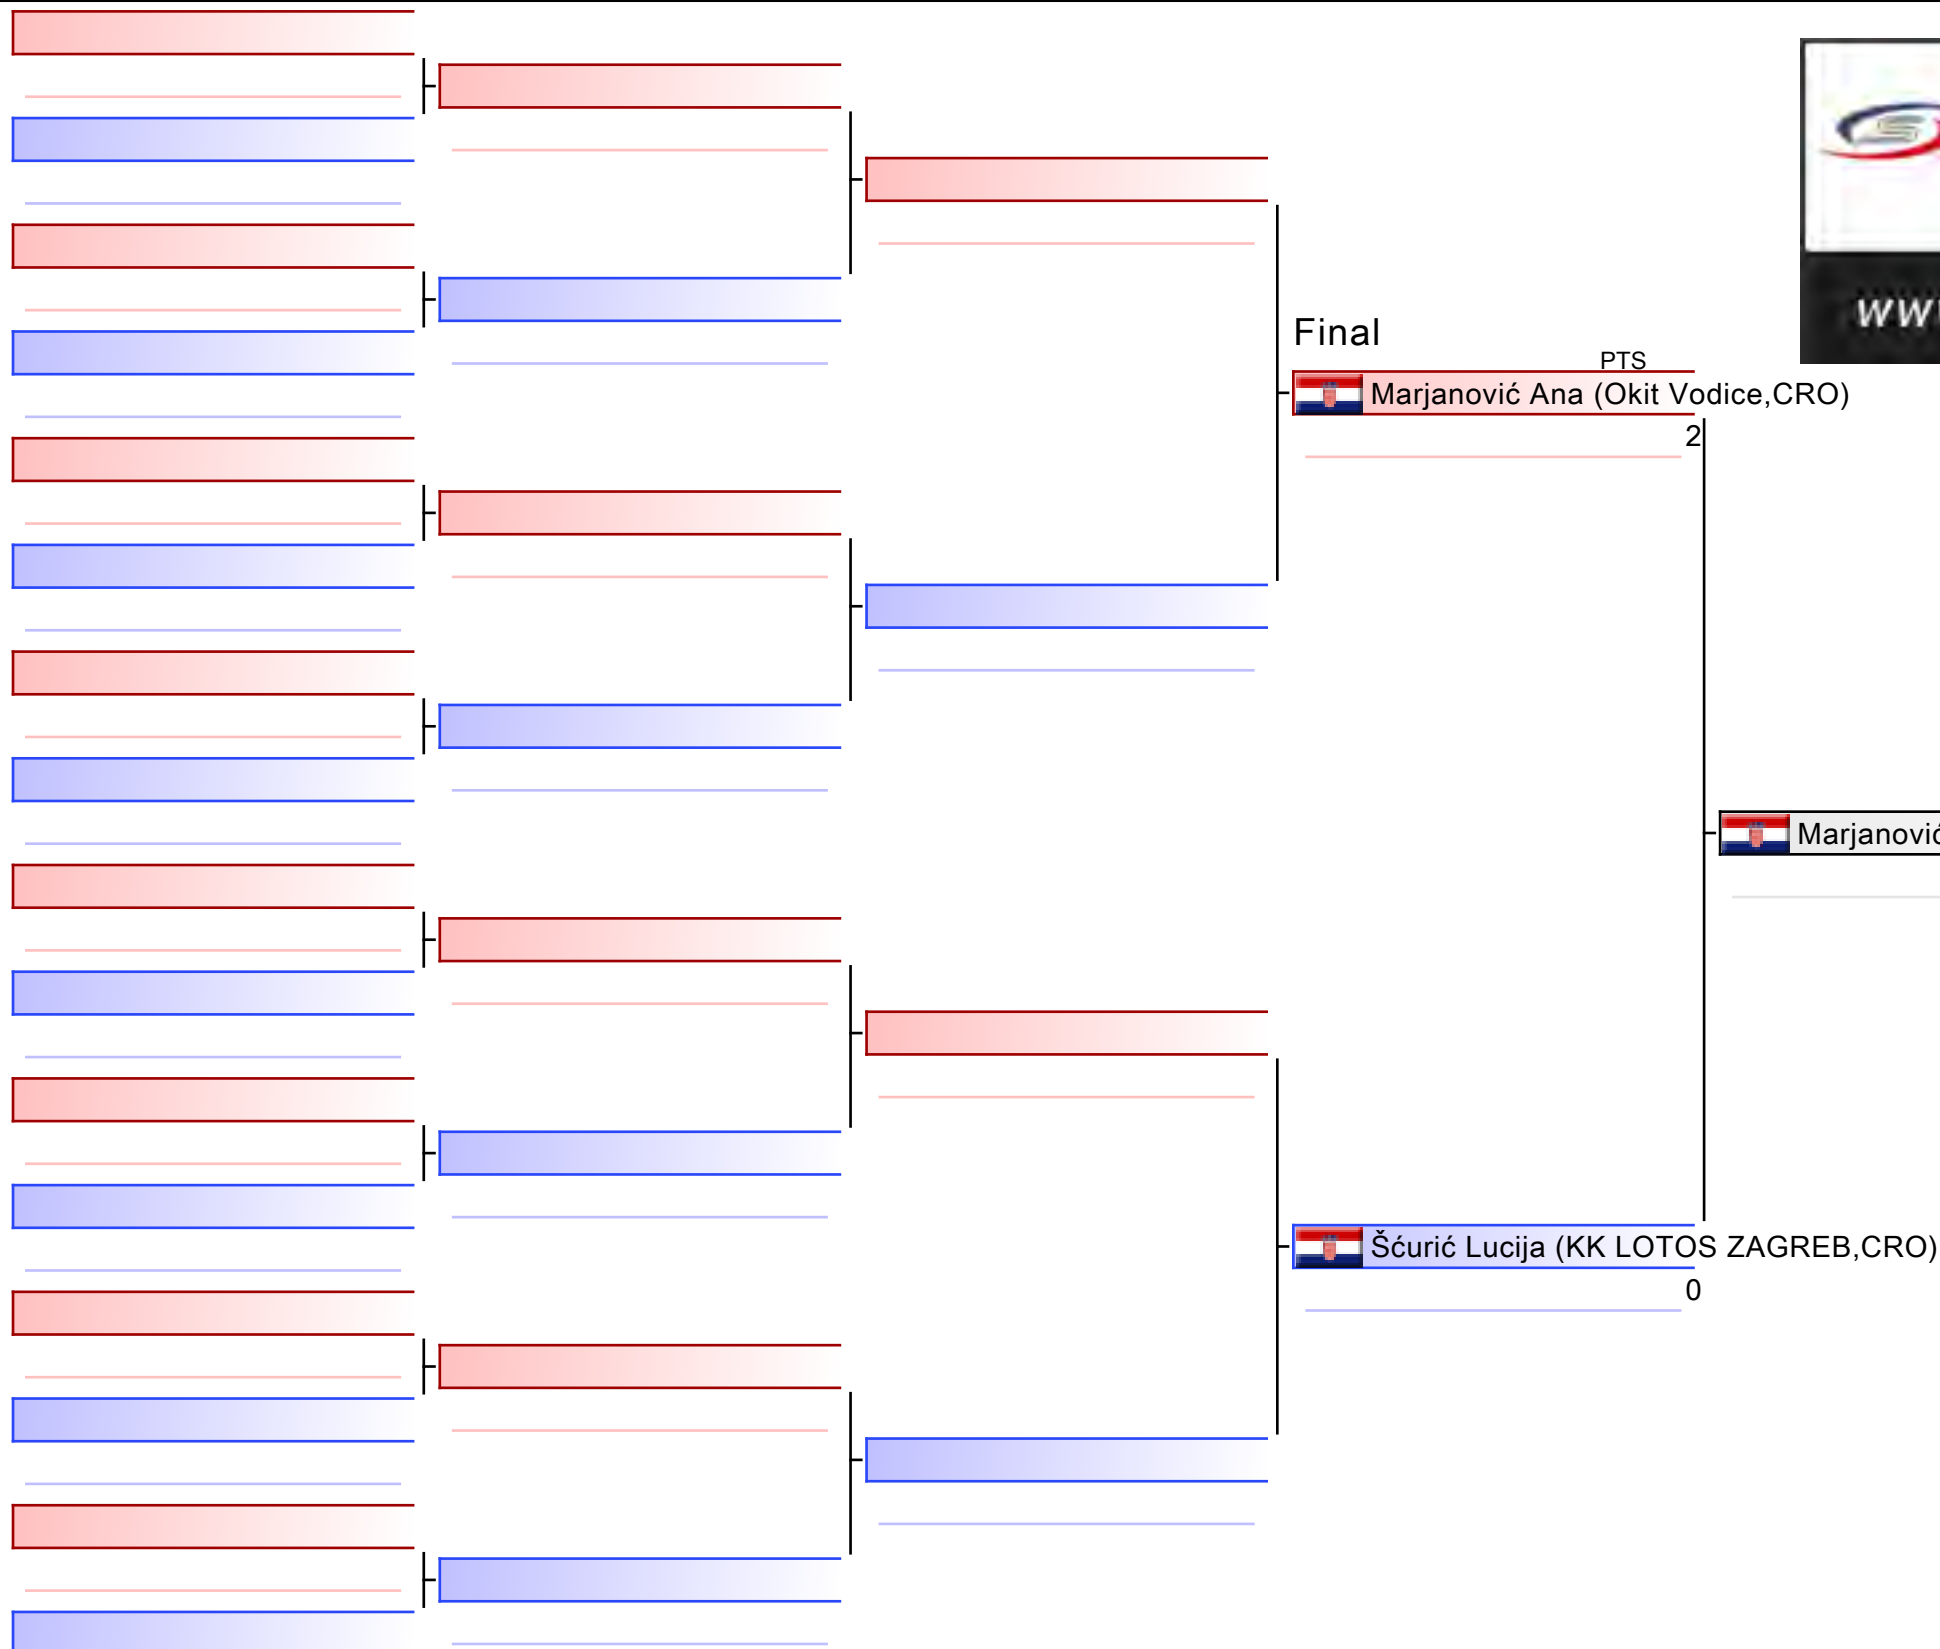 Final
PTS
Marjanović Ana (Okit Vodice,CRO)
2
Marjanović
Šćurić Lucija (KK LOTOS ZAGREB,CRO)
0